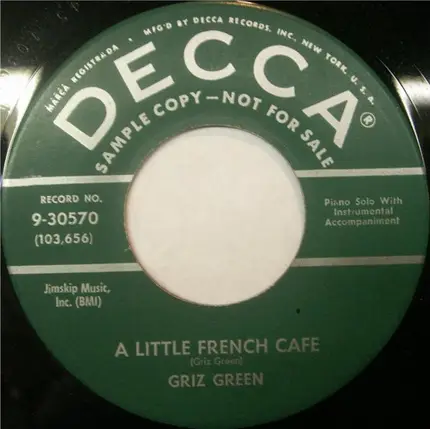 MARCA REGISTRADA • MFG'D BY DECCA RECORDS, INC., NEW YORK, U.S.A.
DECCA®
SAMPLE COPY—NOT FOR SALE
RECORD NO.
9-30570
(103,656)
Piano Solo With
Instrumental
Accompaniment
Jimskip Music,
Inc. (BMI)
A LITTLE FRENCH CAFE
(Griz Green)
GRIZ GREEN